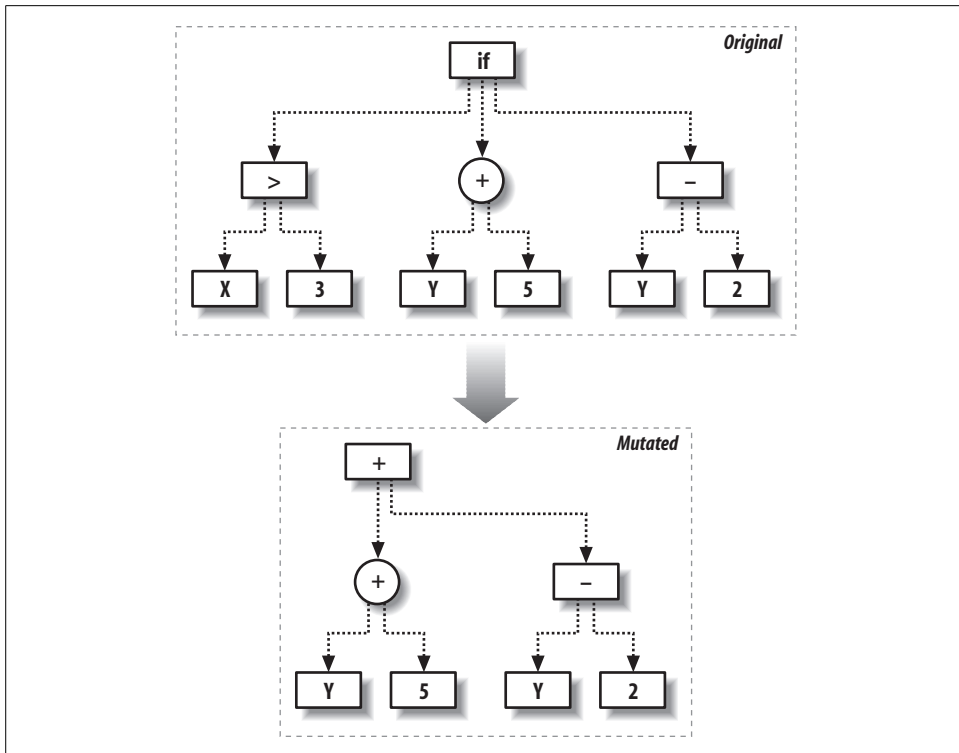 Original
if
> + –
X 3 Y 5 Y 2
Mutated
+
+ –
Y 5 Y 2